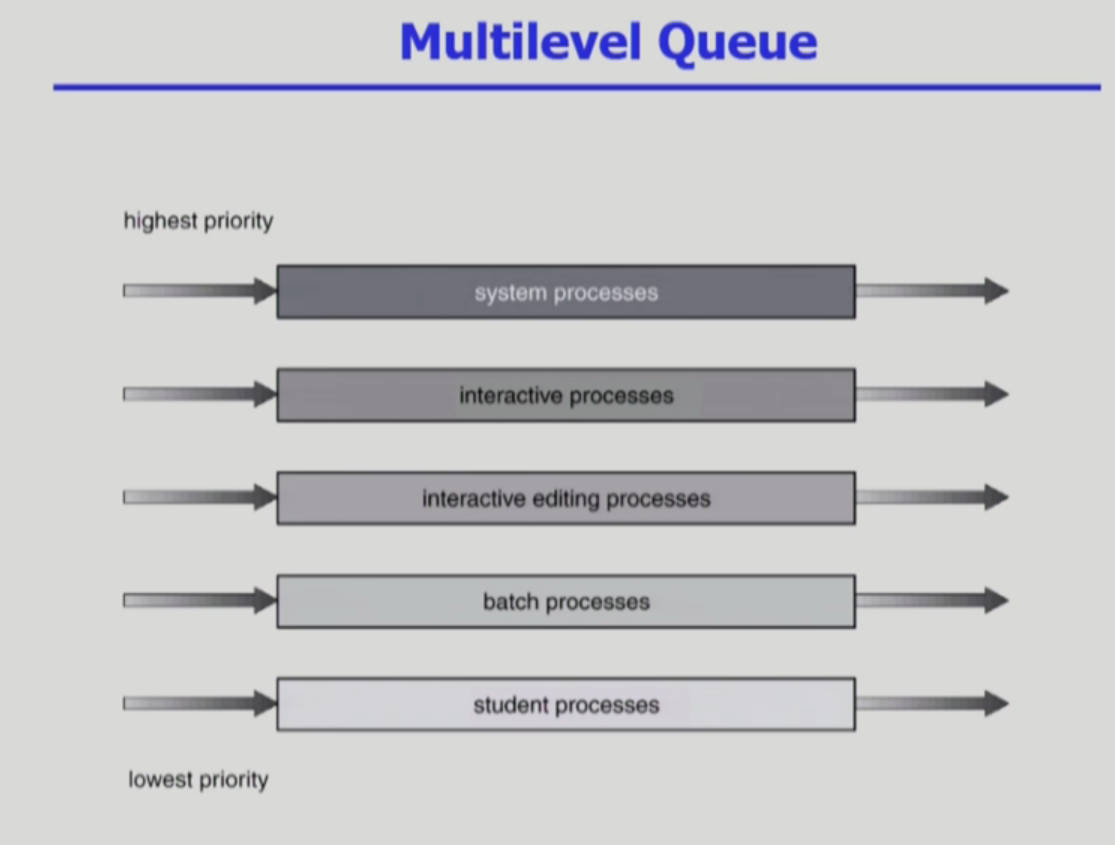 Multilevel Queue
highest priority
system processes
interactive processes
interactive editing processes
batch processes
student processes
lowest priority